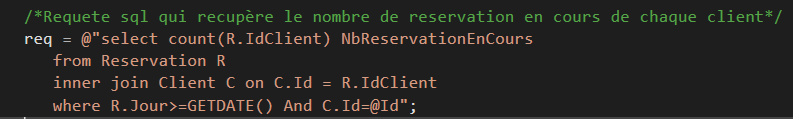 /*Requete sql qui recupère le nombre de reservation en cours de chaque client*/
req = @"select count(R.IdClient) NbReservationEnCours
from Reservation R
inner join Client C on C.Id = R.IdClient
where R.Jour>=GETDATE() And C.Id=@Id";